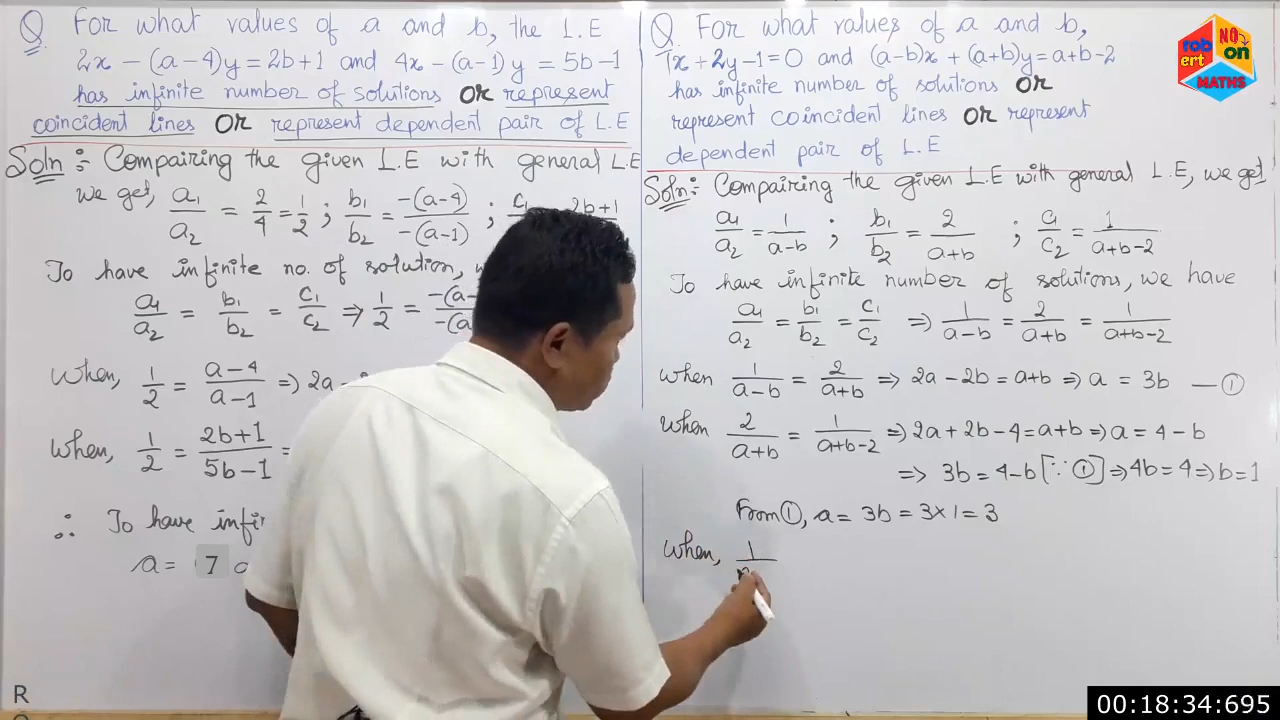 Q. For what values of a and b, the L.E
2x - (a-4)y = 2b+1 and 4x - (a- y = 5b-1
has infinite number of solutions OR represent
coincident lines OR represent dependent pair of L.E
Soln :- Compairing the given L.E with general L.E
we get, a₁/a₂ = 2/4 = 1/2 ; b₁/b₂ = -(a-4)/-(a-1) ; c₁ 2b+1
To have infinite no. of solution,
a₁/a₂ = b₁/b₂ = c₁/c₂ ⇒ 1/2 = -(a-/-(a
When, 1/2 = a-4/a-1 ⇒ 2a -
When, 1/2 = 2b+1/5b-1 =
∴ To have infi
a = 7
R
Q. For what values of a and b,
1x + 2y - 1 = 0 and (a-b)x + (a+b)y = a+b-2
has infinite number of solutions OR
represent coincident lines OR represent
dependent pair of L.E
Soln :- Compairing the given L.E with general L.E, we get
a₁/a₂ = 1/a-b ; b₁/b₂ = 2/a+b ; c₁/c₂ = 1/a+b-2
To have infinite number of solutions, we have
a₁/a₂ = b₁/b₂ = c₁/c₂ ⇒ 1/a-b = 2/a+b = 1/a+b-2
When 1/a-b = 2/a+b ⇒ 2a - 2b = a+b ⇒ a = 3b — ①
When 2/a+b = 1/a+b-2 ⇒ 2a + 2b - 4 = a+b ⇒ a = 4 - b
⇒ 3b = 4-b [∵ ①] ⇒ 4b = 4 ⇒ b = 1
From ①, a = 3b = 3×1 = 3
When, 1
robert NO on
MATHS
00:18:34:695